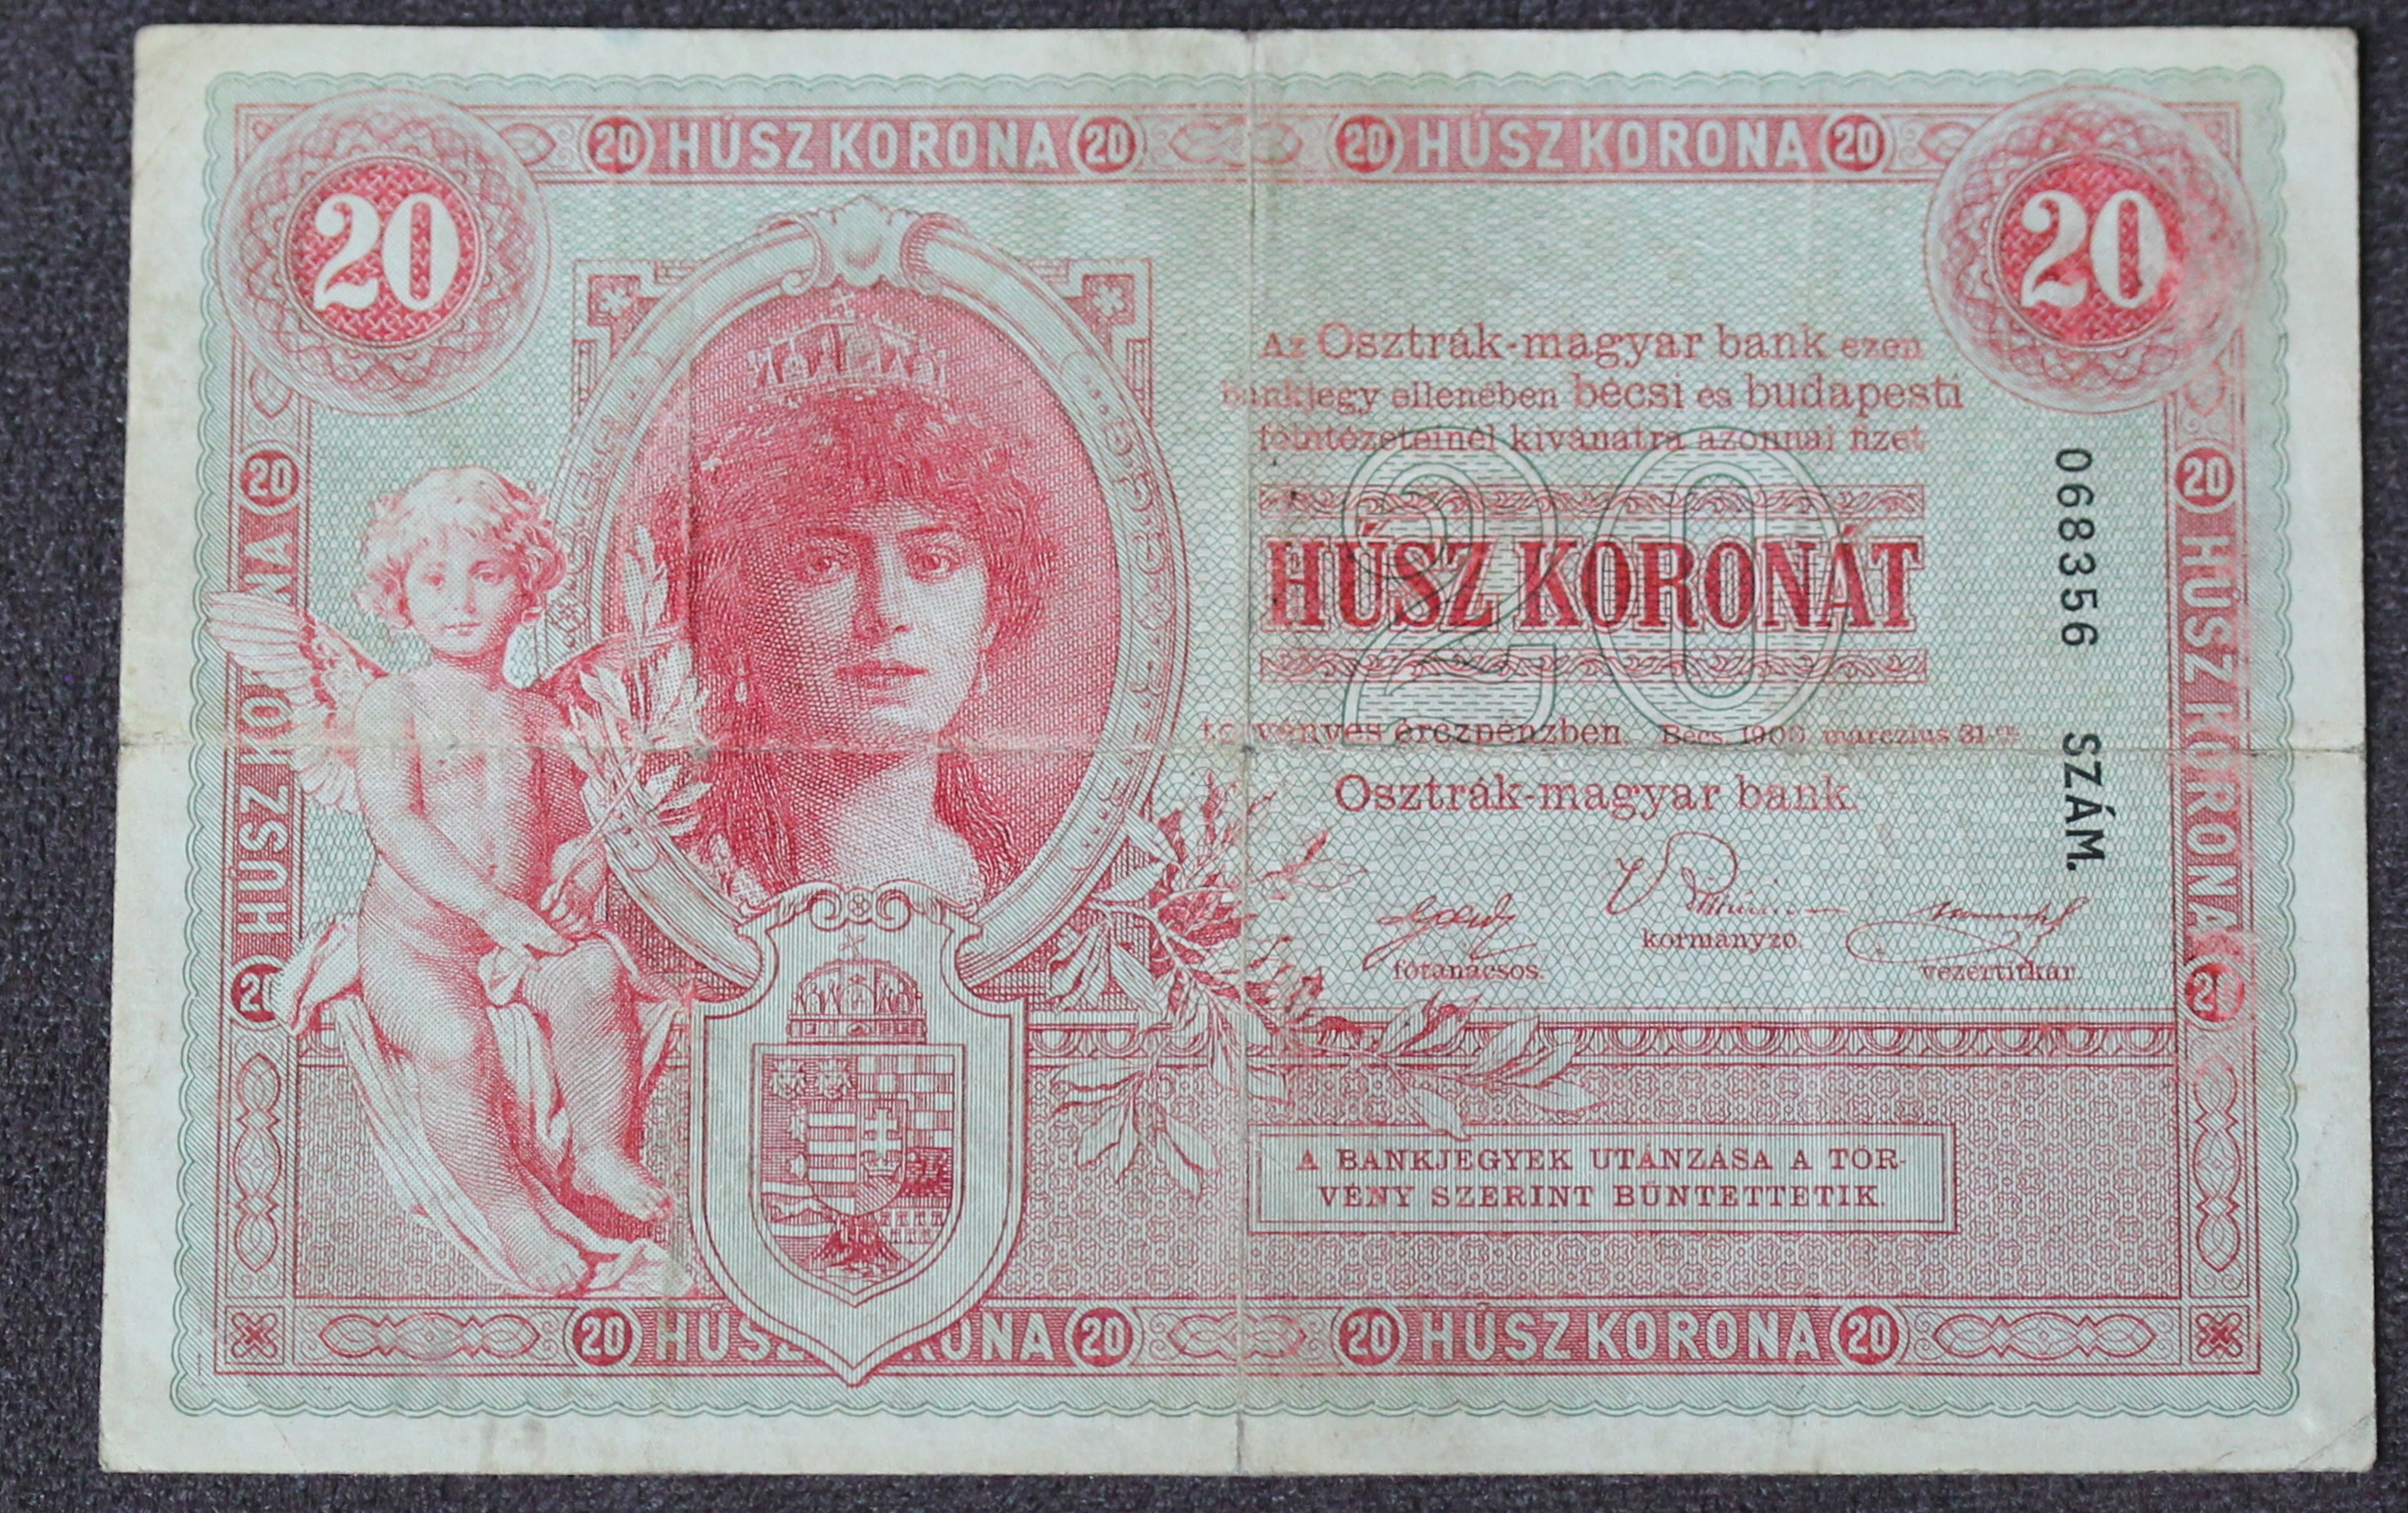 20 HÚSZ KORONA 20 20 HÚSZ KORONA 20
20 20
Az Osztrák-magyar bank ezen
bankjegy ellenében bécsi és budapesti
főintézeteinél kivánatra azonnal fizet
20
HÚSZ KORONÁT
törvényes érczpénzben. Bécs, 1900. márczius 31-én
Osztrák-magyar bank.
kormányzó.
főtanácsos. vezértitkár.
068356 SZÁM.
20 HÚSZ KORONA 20
20 HÚSZ KORONA 20
A BANKJEGYEK UTÁNZÁSA A TÖR-
VÉNY SZERINT BÜNTETTETIK.
20 HÚSZ KORONA 20 20 HÚSZ KORONA 20